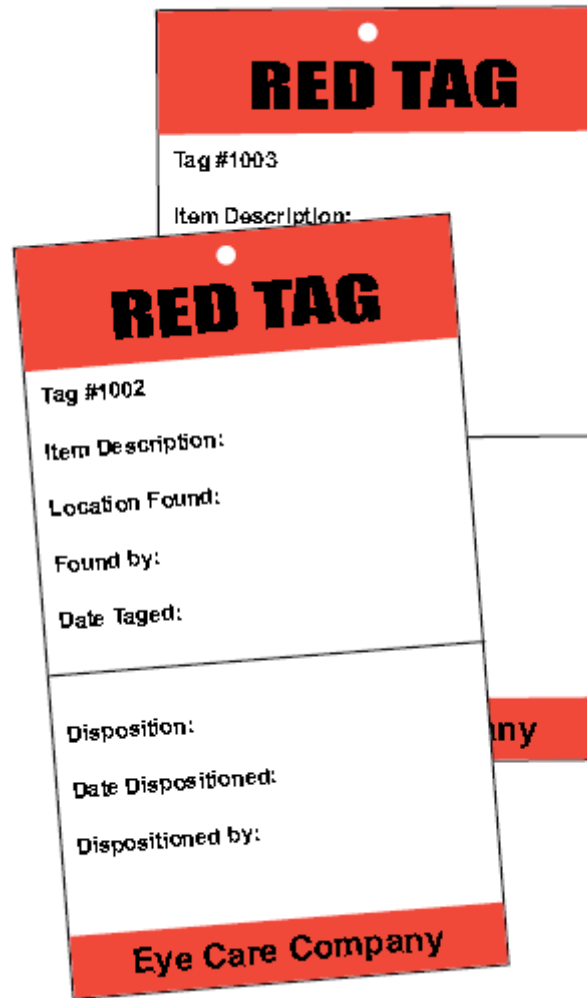 RED TAG
Tag #1003
Item Description:
RED TAG
Tag #1002
Item Description:
Location Found:
Found by:
Date Taged:
Disposition:
Date Dispositioned:
Dispositioned by:
Eye Care Company
ny